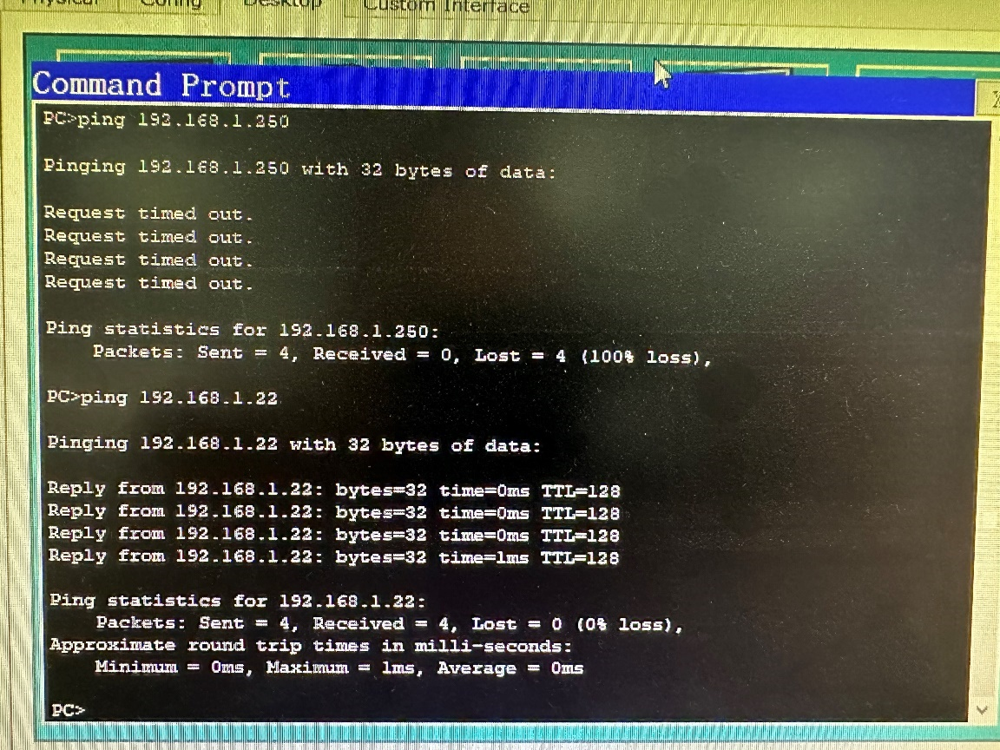 Physical Config Desktop Custom Interface
Command Prompt
X
PC>ping 192.168.1.250
Pinging 192.168.1.250 with 32 bytes of data:
Request timed out.
Request timed out.
Request timed out.
Request timed out.
Ping statistics for 192.168.1.250:
Packets: Sent = 4, Received = 0, Lost = 4 (100% loss),
PC>ping 192.168.1.22
Pinging 192.168.1.22 with 32 bytes of data:
Reply from 192.168.1.22: bytes=32 time=0ms TTL=128
Reply from 192.168.1.22: bytes=32 time=0ms TTL=128
Reply from 192.168.1.22: bytes=32 time=0ms TTL=128
Reply from 192.168.1.22: bytes=32 time=1ms TTL=128
Ping statistics for 192.168.1.22:
Packets: Sent = 4, Received = 4, Lost = 0 (0% loss),
Approximate round trip times in milli-seconds:
Minimum = 0ms, Maximum = 1ms, Average = 0ms
PC>